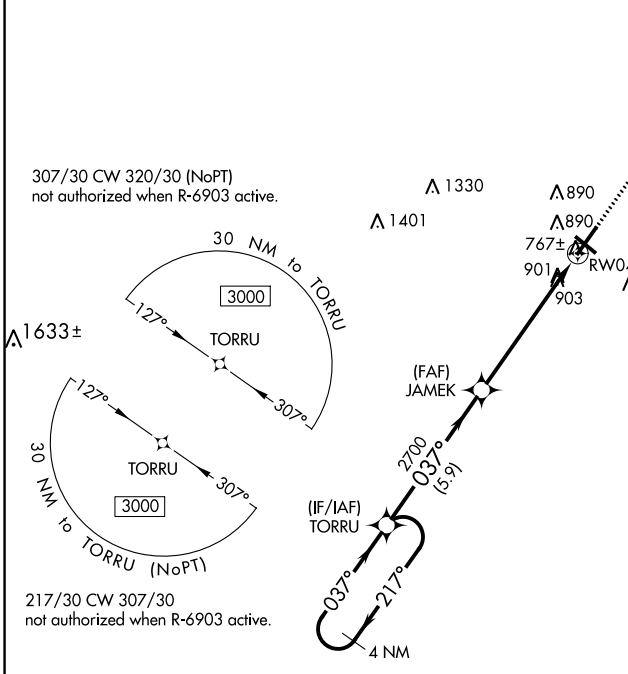 307/30 CW 320/30 (NoPT)
not authorized when R-6903 active.
1330
890
1401
890
30 NM to TORRU
767±
901
RW0
903
3000
127°
TORRU
307°
1633±
(FAF)
JAMEK
127°
TORRU
307°
2700
037°
(5.9)
3000
30 NM to TORRU (NoPT)
(IF/IAF)
TORRU
037°
217°
217/30 CW 307/30
not authorized when R-6903 active.
4 NM